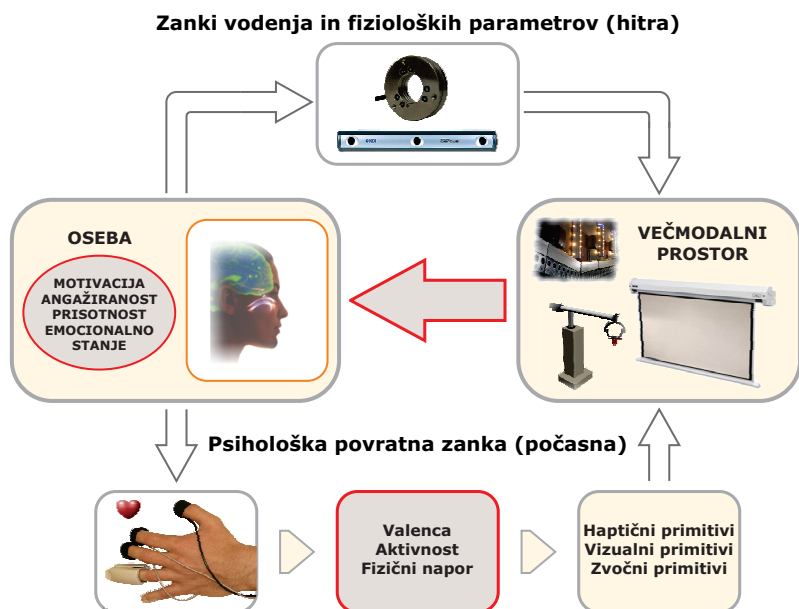 Zanki vodenja in fizioloških parametrov (hitra)
OSEBA
MOTIVACIJA
ANGAŽIRANOST
PRISOTNOST
EMOCIONALNO
STANJE
VEČMODALNI
PROSTOR
Psihološka povratna zanka (počasna)
Valenca
Aktivnost
Fizični napor
Haptični primitivi
Vizualni primitivi
Zvočni primitivi